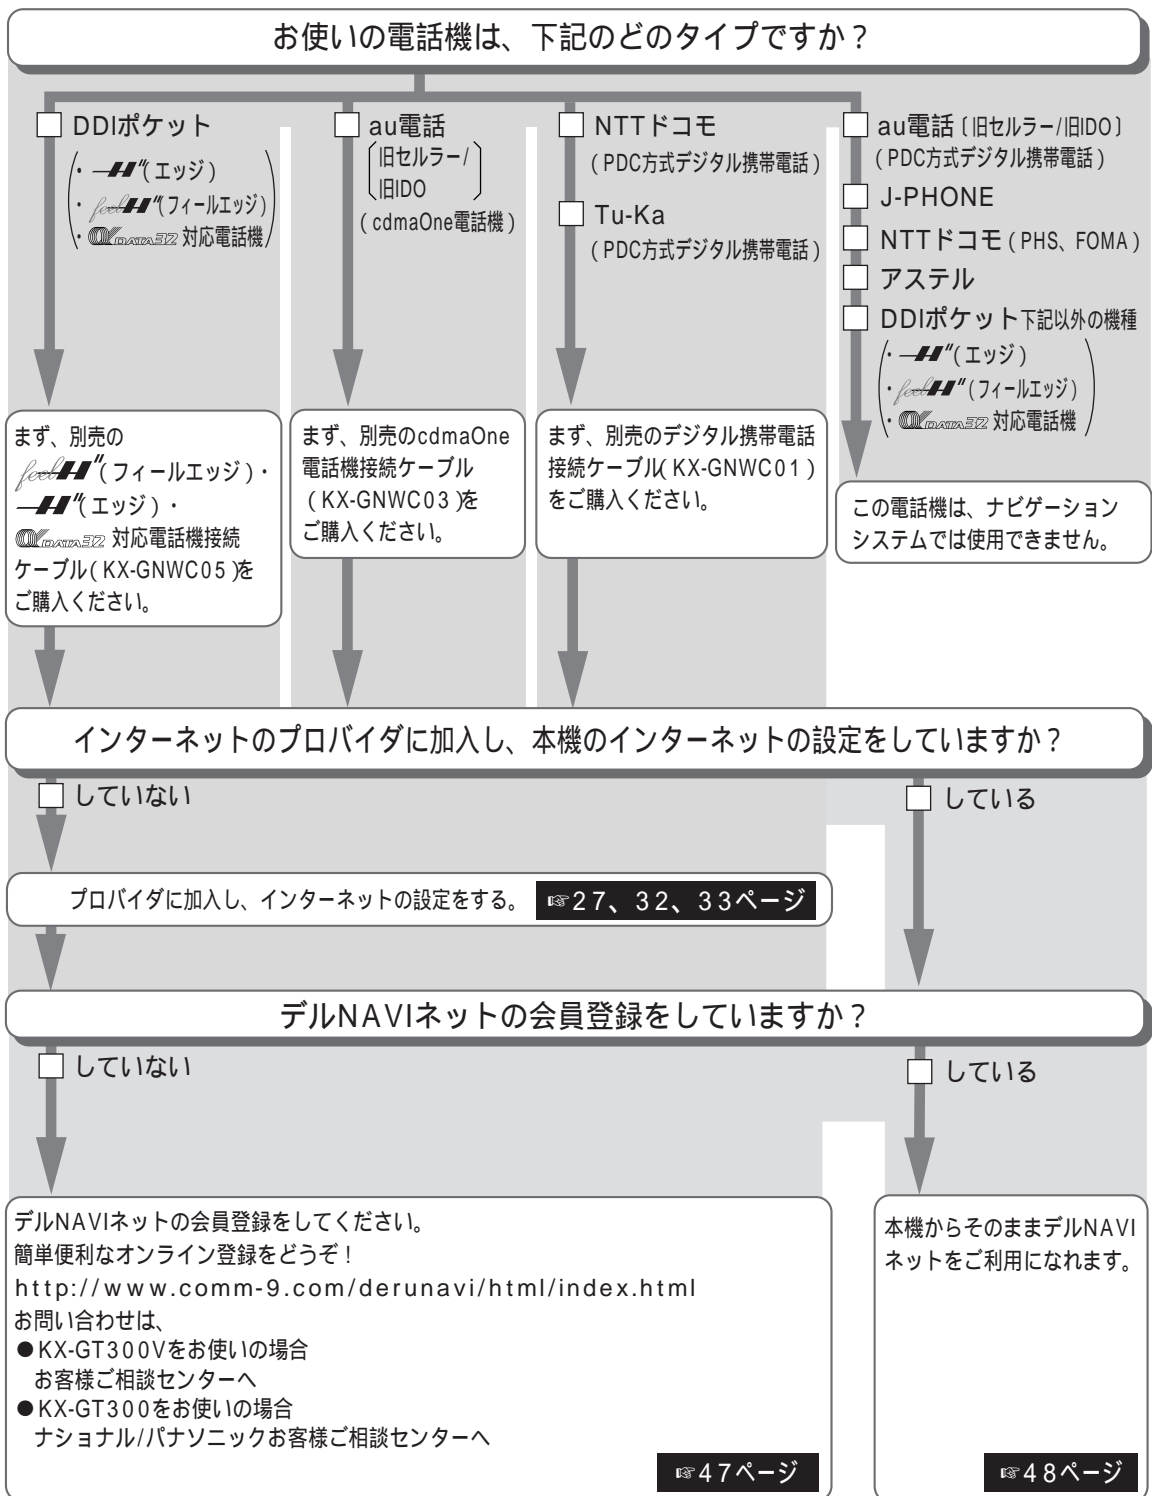 お使いの電話機は、下記のどのタイプですか？
□ DDIポケット
・H"(エッジ)
・feelH"(フィールエッジ)
・αDATA32 対応電話機
□ au電話
〔旧セルラー/
旧IDO〕
(cdmaOne電話機)
□ NTTドコモ
(PDC方式デジタル携帯電話)
□ Tu-Ka
(PDC方式デジタル携帯電話)
□ au電話〔旧セルラー/旧IDO〕
(PDC方式デジタル携帯電話)
□ J-PHONE
□ NTTドコモ(PHS、FOMA)
□ アステル
□ DDIポケット下記以外の機種
・H"(エッジ)
・feelH"(フィールエッジ)
・αDATA32 対応電話機
まず、別売の
feelH"(フィールエッジ)・
H"(エッジ)・
αDATA32 対応電話機接続
ケーブル(KX-GNWC05)を
ご購入ください。
まず、別売のcdmaOne
電話機接続ケーブル
(KX-GNWC03)を
ご購入ください。
まず、別売のデジタル携帯電話
接続ケーブル(KX-GNWC01)
をご購入ください。
この電話機は、ナビゲーション
システムでは使用できません。
インターネットのプロバイダに加入し、本機のインターネットの設定をしていますか？
□ していない
□ している
プロバイダに加入し、インターネットの設定をする。 ☞27、32、33ページ
デルNAVIネットの会員登録をしていますか？
□ していない
□ している
デルNAVIネットの会員登録をしてください。
簡単便利なオンライン登録をどうぞ！
http://www.comm-9.com/derunavi/html/index.html
お問い合わせは、
●KX-GT300Vをお使いの場合
お客様ご相談センターへ
●KX-GT300をお使いの場合
ナショナル/パナソニックお客様ご相談センターへ
☞47ページ
本機からそのままデルNAVI
ネットをご利用になれます。
☞48ページ